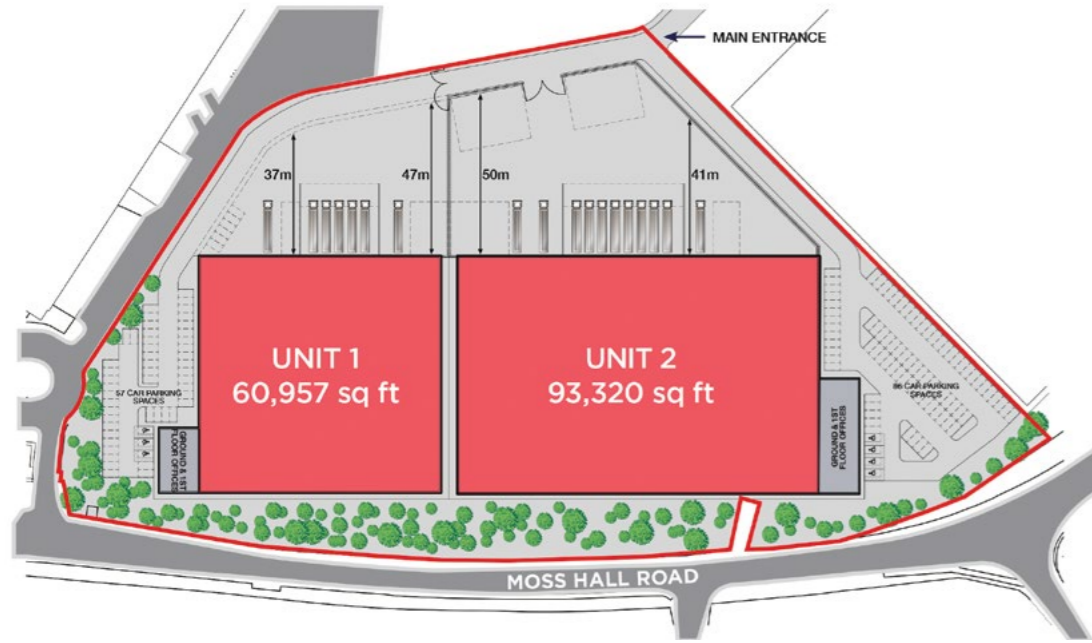 MAIN ENTRANCE
37m
47m
50m
41m
UNIT 1
60,957 sq ft
UNIT 2
93,320 sq ft
57 CAR PARKING
SPACES
86 CAR PARKING
SPACES
GROUND & 1ST
FLOOR OFFICES
GROUND & 1ST
FLOOR OFFICES
MOSS HALL ROAD